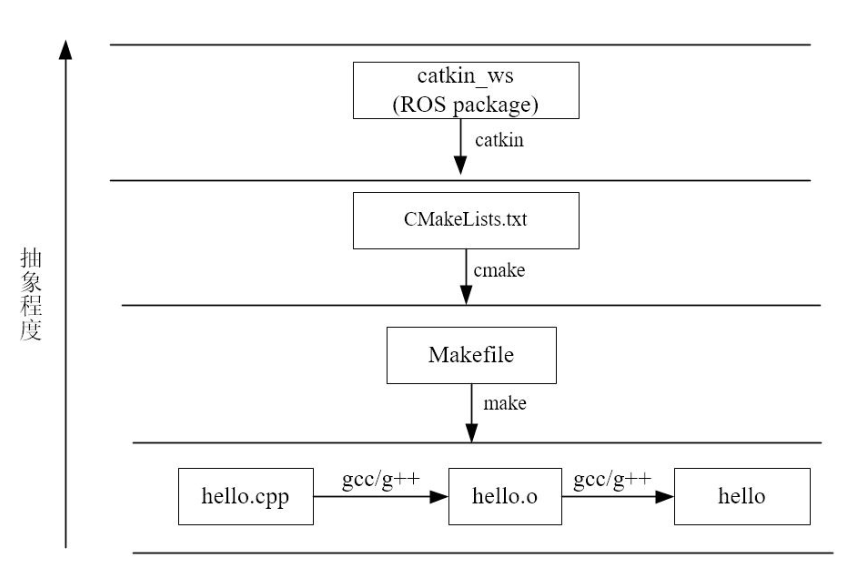 catkin_ws
(ROS package)
catkin
CMakeLists.txt
cmake
抽象程度
Makefile
make
hello.cpp
gcc/g++
hello.o
gcc/g++
hello